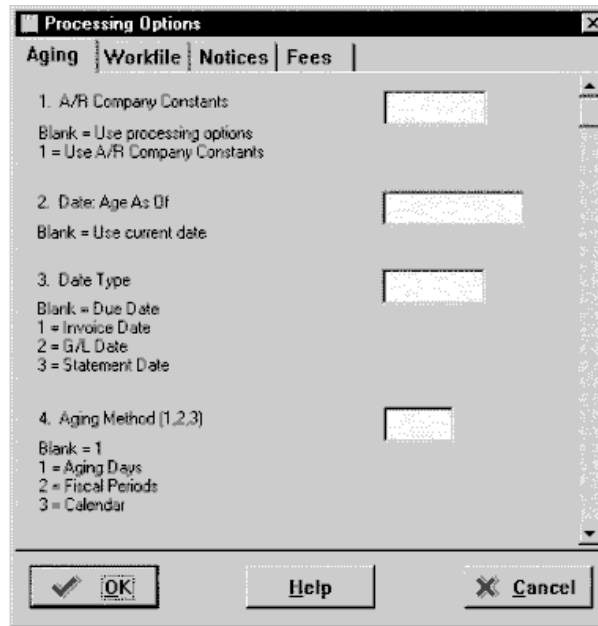 Processing Options
Aging Workfile Notices Fees
1. A/R Company Constants
Blank = Use processing options
1 = Use A/R Company Constants
2. Date: Age As Of
Blank = Use current date
3. Date Type
Blank = Due Date
1 = Invoice Date
2 = G/L Date
3 = Statement Date
4. Aging Method (1,2,3)
Blank = 1
1 = Aging Days
2 = Fiscal Periods
3 = Calendar
OK Help Cancel